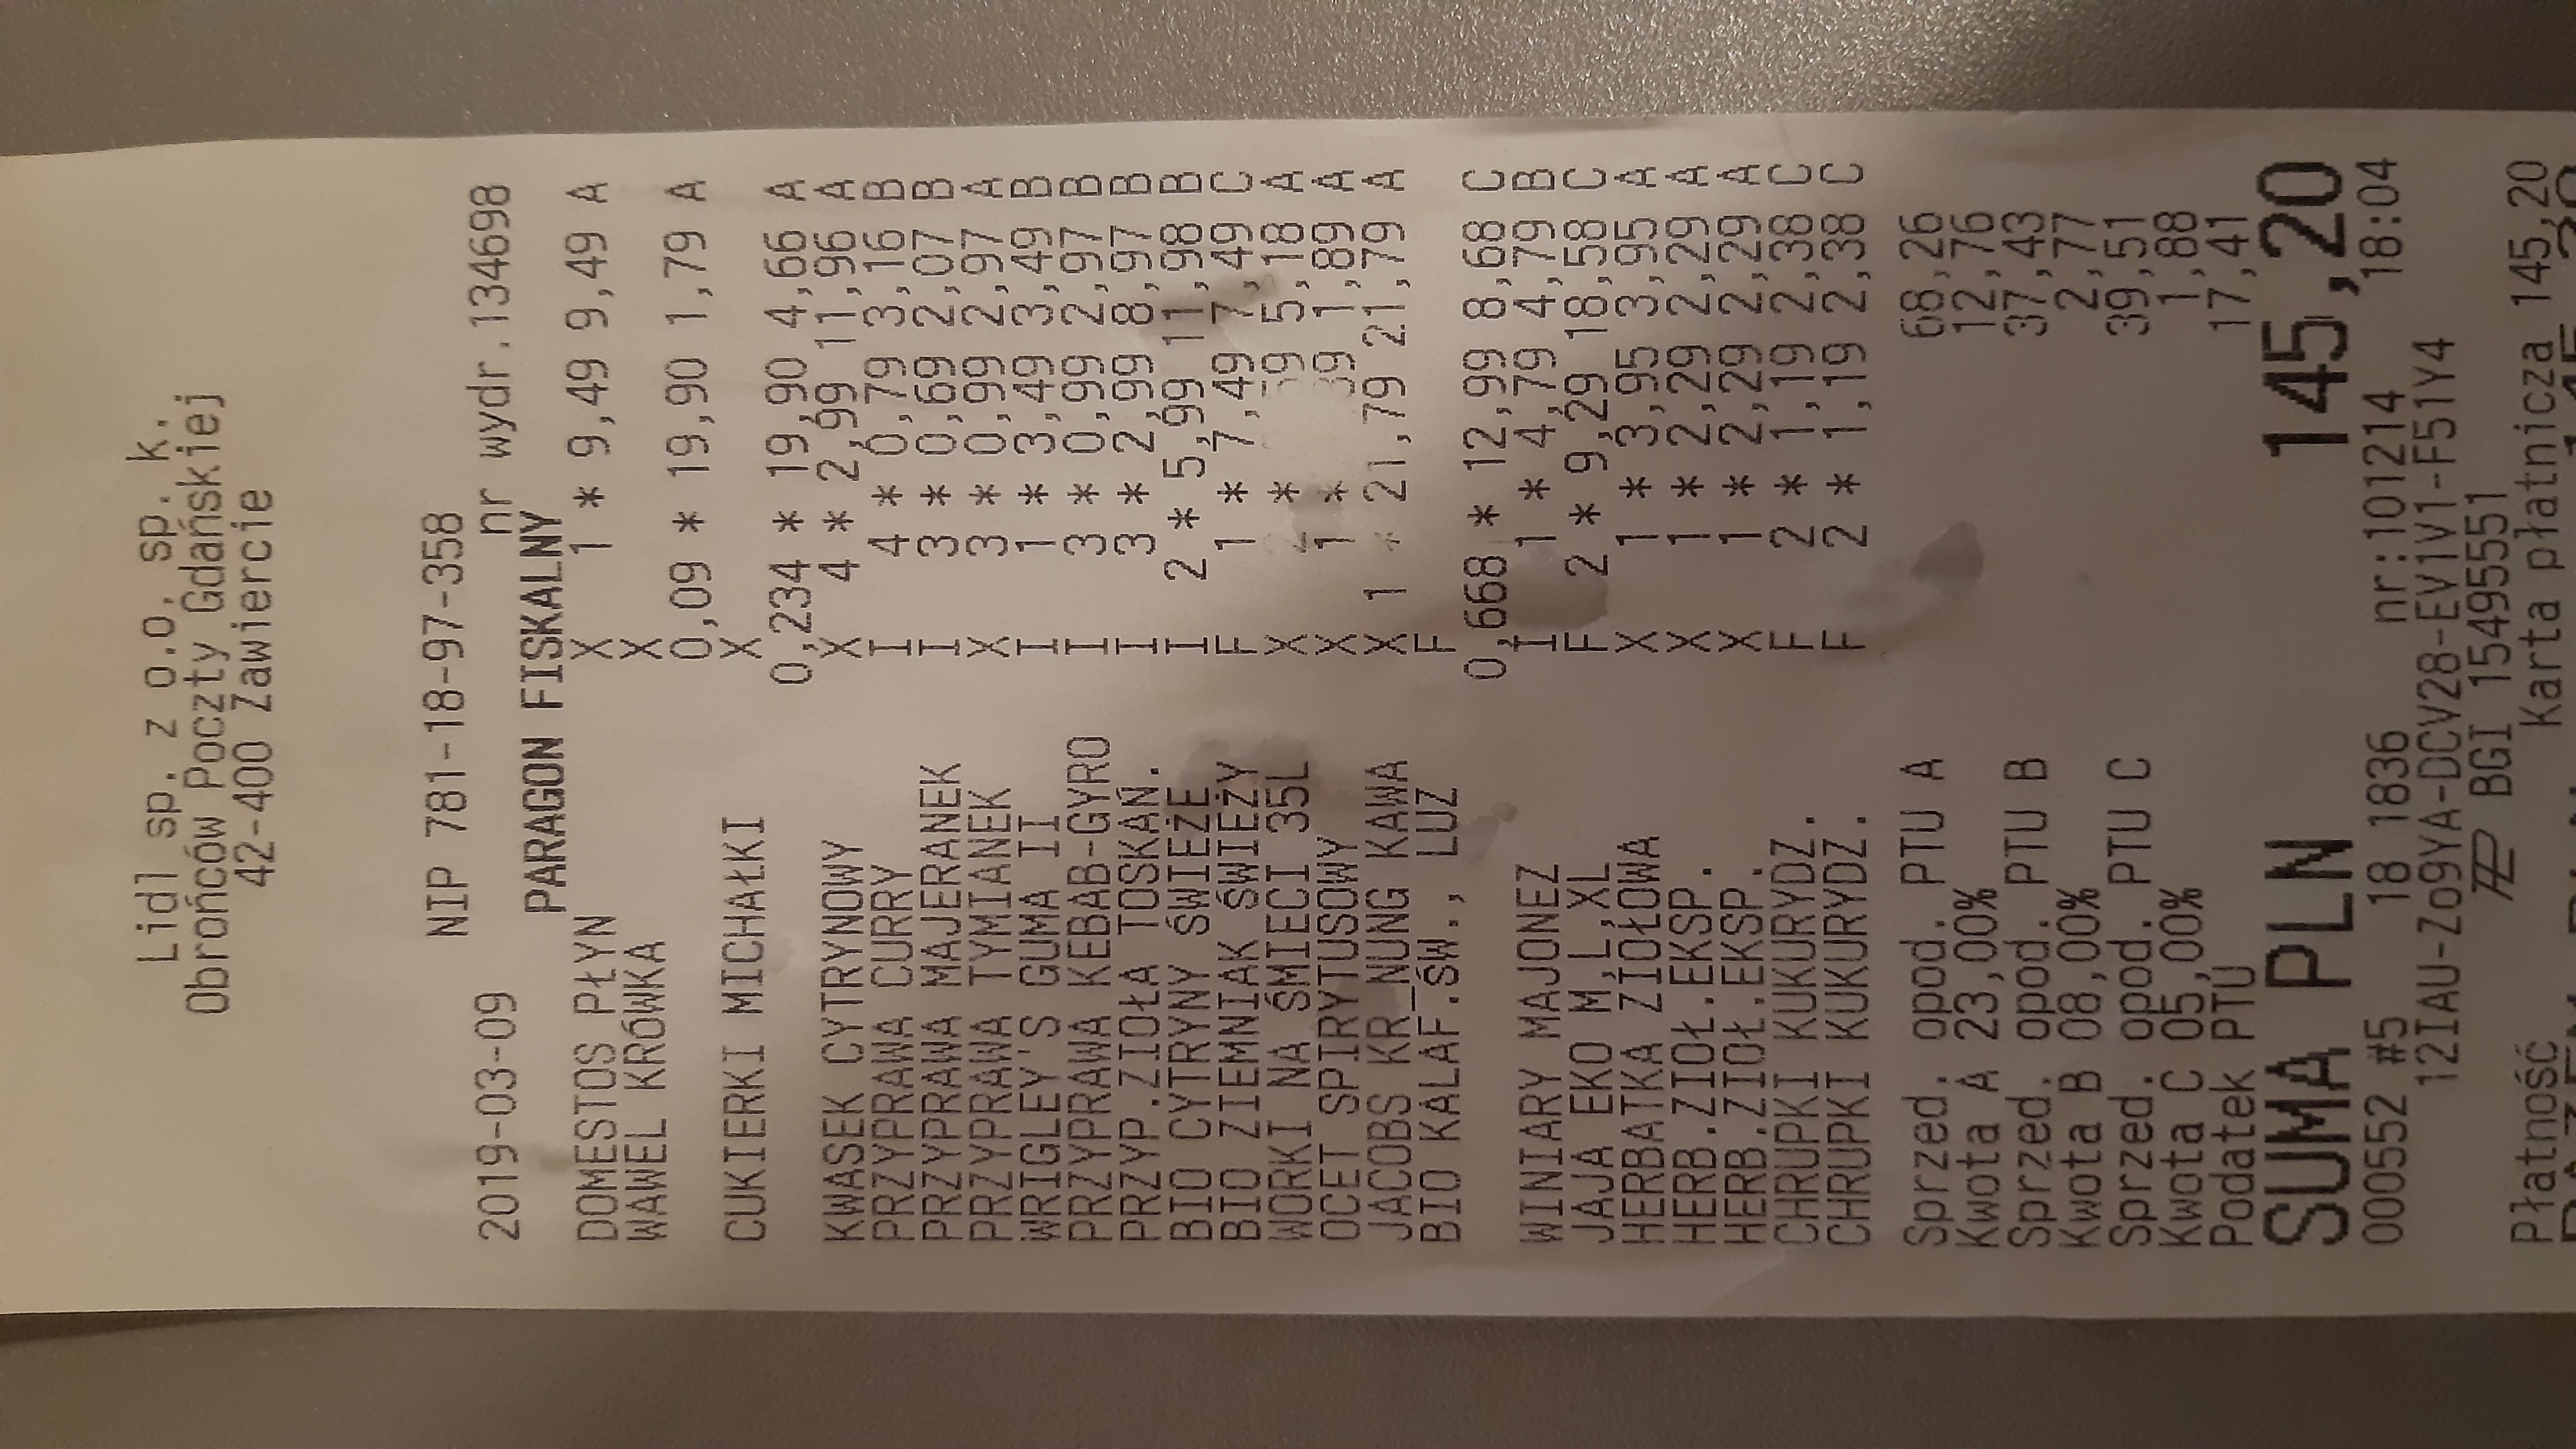 Lidl sp. z o.o. sp. k.
Obrońców Poczty Gdańskiej
42-400 Zawiercie
NIP 781-18-97-358
2019-03-09 nr wydr.134698
PARAGON FISKALNY
DOMESTOS PŁYN X 1 * 9,49 9,49 A
WAWEL KRÓWKA X
0,09 * 19,90 1,79 A
CUKIERKI MICHAŁKI X
0,234 * 19,90 4,66 A
KWASEK CYTRYNOWY X 4 * 2,99 11,96 A
PRZYPRAWA CURRY I 4 * 0,79 3,16 B
PRZYPRAWA MAJERANEK I 3 * 0,69 2,07 B
PRZYPRAWA TYMIANEK X 3 * 0,99 2,97 A
WRIGLEY'S GUMA II I 1 * 3,49 3,49 B
PRZYPRAWA KEBAB-GYRO I 3 * 0,99 2,97 B
PRZYP.ZIOŁA TOSKAŃ. I 3 * 2,99 8,97 B
BIO CYTRYNY ŚWIEŻE I 2 * 5,99 11,98 B
BIO ZIEMNIAK ŚWIEŻY F 1 * 7,49 7,49 C
WORKI NA ŚMIECI 35L X 2 * 5,18 A
OCET SPIRYTUSOWY X 1 * 1,89 A
JACOBS KR_NUNG KAWA X 1 * 21,79 21,79 A
BIO KALAF.ŚW., LUZ F
0,668 * 12,99 8,68 C
WINIARY MAJONEZ I 1 * 4,79 4,79 B
JAJA EKO M,L,XL F 2 * 9,29 18,58 C
HERBATKA ZIOŁOWA X 1 * 3,95 3,95 A
HERB.ZIOŁ.EKSP. X 1 * 2,29 2,29 A
HERB.ZIOŁ.EKSP. X 1 * 2,29 2,29 A
CHRUPKI KUKURYDZ. F 2 * 1,19 2,38 C
CHRUPKI KUKURYDZ. F 2 * 1,19 2,38 C
Sprzed. opod. PTU A 68,26
Kwota A 23,00% 12,76
Sprzed. opod. PTU B 37,43
Kwota B 08,00% 2,77
Sprzed. opod. PTU C 39,51
Kwota C 05,00% 1,88
Podatek PTU 17,41
SUMA PLN 145,20
000552 #5 18 1836 nr:101214 18:04
12IAU-Zo9YA-DCV28-EV1V1-F51Y4
BGI 15495551
Płatność Karta płatnicza 145,20